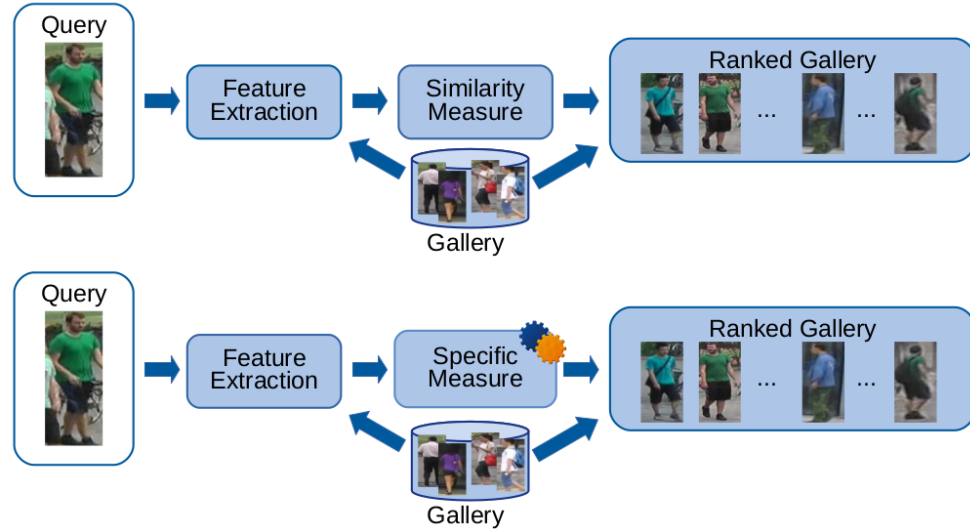 Query
Feature
Extraction
Similarity
Measure
Ranked Gallery
... ...
Gallery
Query
Feature
Extraction
Specific
Measure
Ranked Gallery
... ...
Gallery